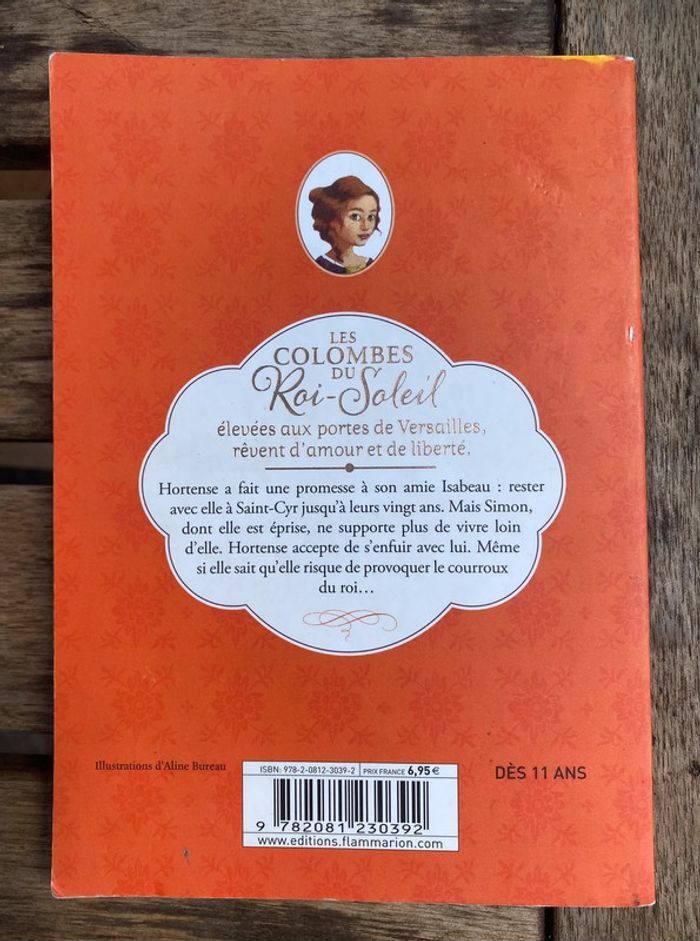 LES
COLOMBES
DU
Roi-Soleil
élevées aux portes de Versailles,
rêvent d'amour et de liberté.
Hortense a fait une promesse à son amie Isabeau : rester
avec elle à Saint-Cyr jusqu'à leurs vingt ans. Mais Simon,
dont elle est éprise, ne supporte plus de vivre loin
d'elle. Hortense accepte de s'enfuir avec lui. Même
si elle sait qu'elle risque de provoquer le courroux
du roi…
Illustrations d'Aline Bureau
ISBN: 978-2-0812-3039-2 PRIX FRANCE 6,95 €
9 782081 230392
www.editions.flammarion.com
DÈS 11 ANS